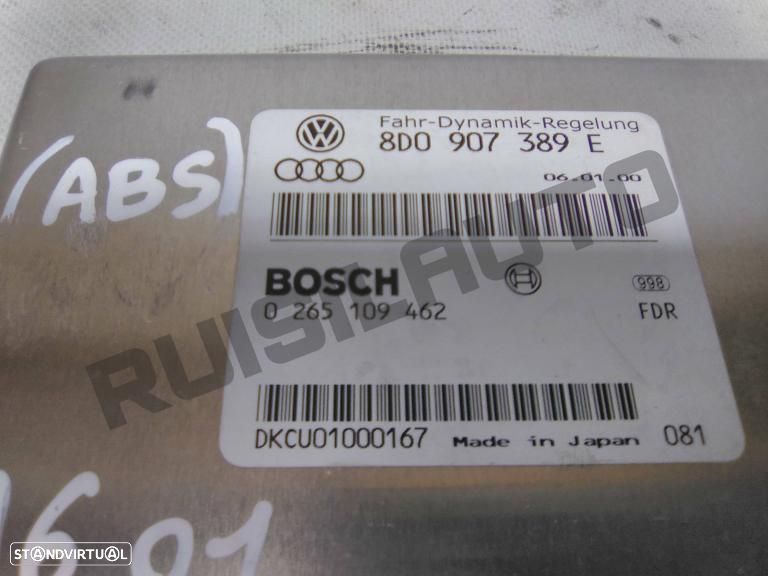 Fahr-Dynamik-Regelung
8D0 907 389 E
06.01.00
(ABS)
BOSCH
0 265 109 462
998
FDR
DKCU01000167 Made in Japan 081
RUISILAUTO
STANDVIRTUAL